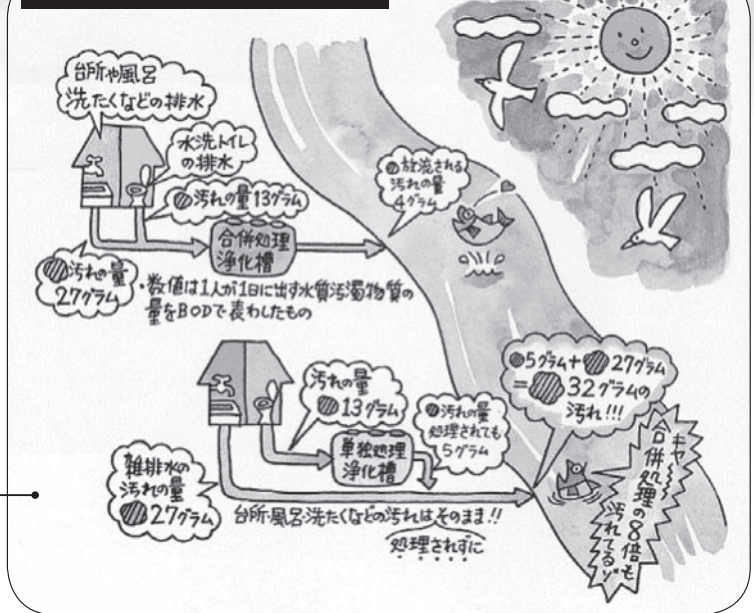 台所や風呂
洗たくなどの排水
水洗トイレ
の排水
汚れの量13グラム
汚れの量
27グラム
合併処理
浄化槽
放流される
汚れの量
4グラム
・数値は1人が1日に出す水質汚濁物質の
量をBODで表わしたもの
汚れの量
13グラム
単独処理
浄化槽
汚れの量
処理されても
5グラム
雑排水の
汚れの量
27グラム
台所・風呂・洗たくなどの汚れはそのまま!!
処理されずに
5グラム+27グラム
=32グラムの
汚れ!!!
キャー
合併処理の8倍も
汚れてるゾ